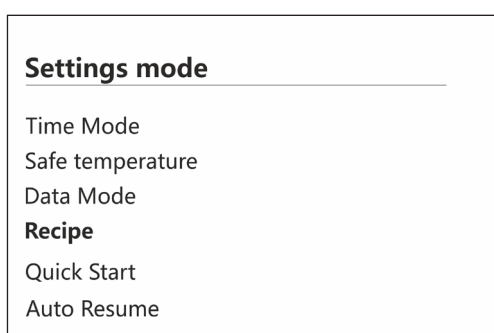 Settings mode
Time Mode
Safe temperature
Data Mode
Recipe
Quick Start
Auto Resume